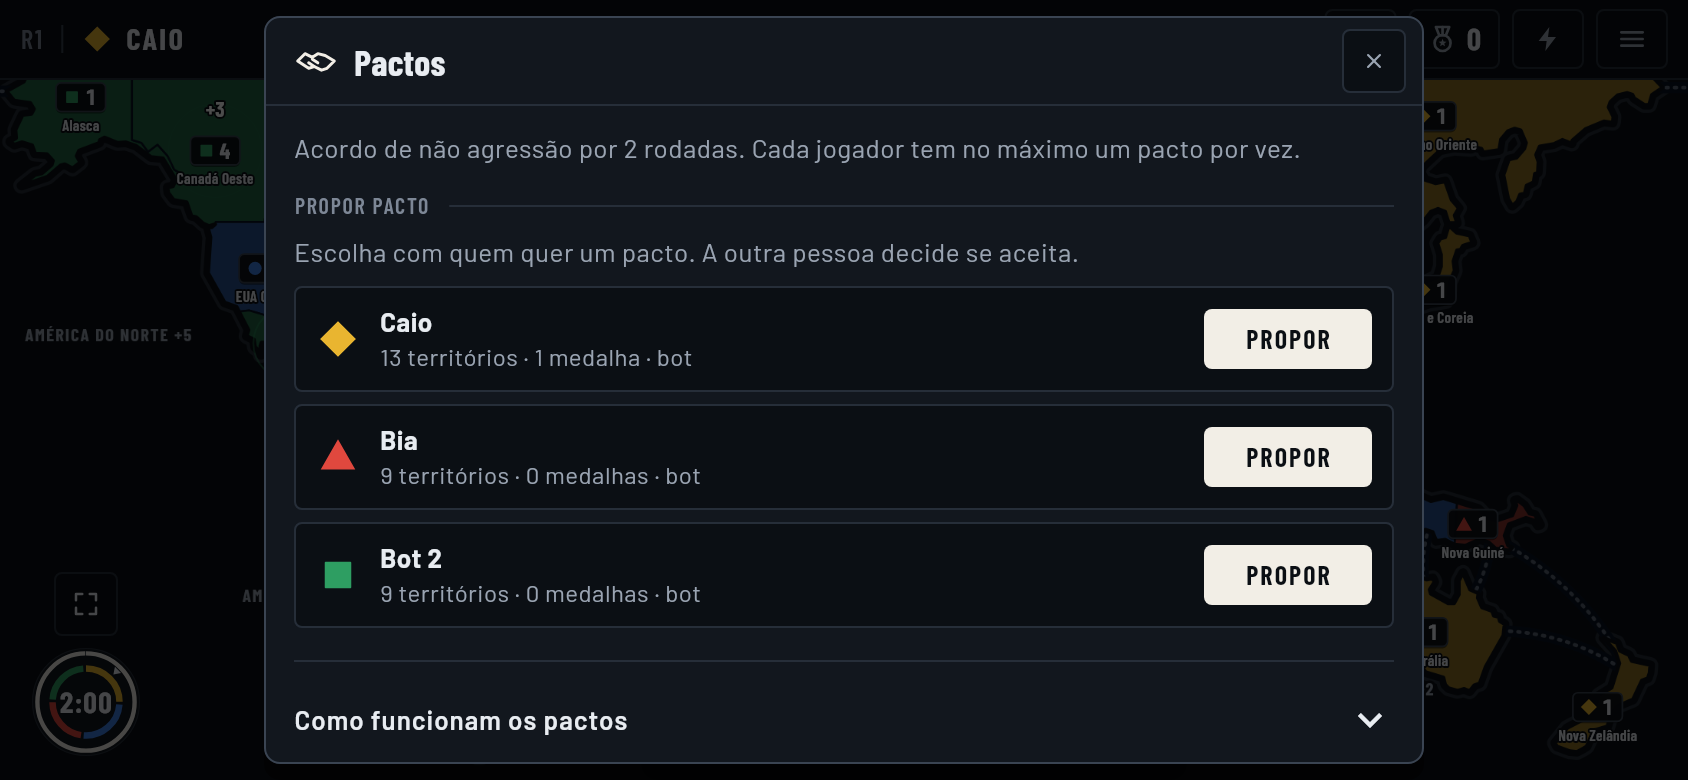 R1
CAIO
Pactos
0
1
Alasca
+3
4
Canadá Oeste
1
o Oriente
Acordo de não agressão por 2 rodadas. Cada jogador tem no máximo um pacto por vez.
PROPOR PACTO
Escolha com quem quer um pacto. A outra pessoa decide se aceita.
EUA
1
e Coreia
AMÉRICA DO NORTE +5
Caio
13 territórios · 1 medalha · bot
PROPOR
Bia
9 territórios · 0 medalhas · bot
PROPOR
Bot 2
9 territórios · 0 medalhas · bot
PROPOR
1
Nova Guiné
AM
1
rália
2
2:00
1
Nova Zelândia
Como funcionam os pactos